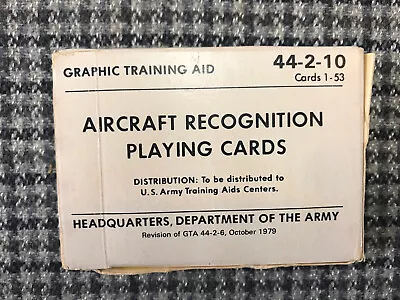 GRAPHIC TRAINING AID 44-2-10
Cards 1-53
AIRCRAFT RECOGNITION
PLAYING CARDS
DISTRIBUTION: To be distributed to
U.S. Army Training Aids Centers.
HEADQUARTERS, DEPARTMENT OF THE ARMY
Revision of GTA 44-2-6, October 1979